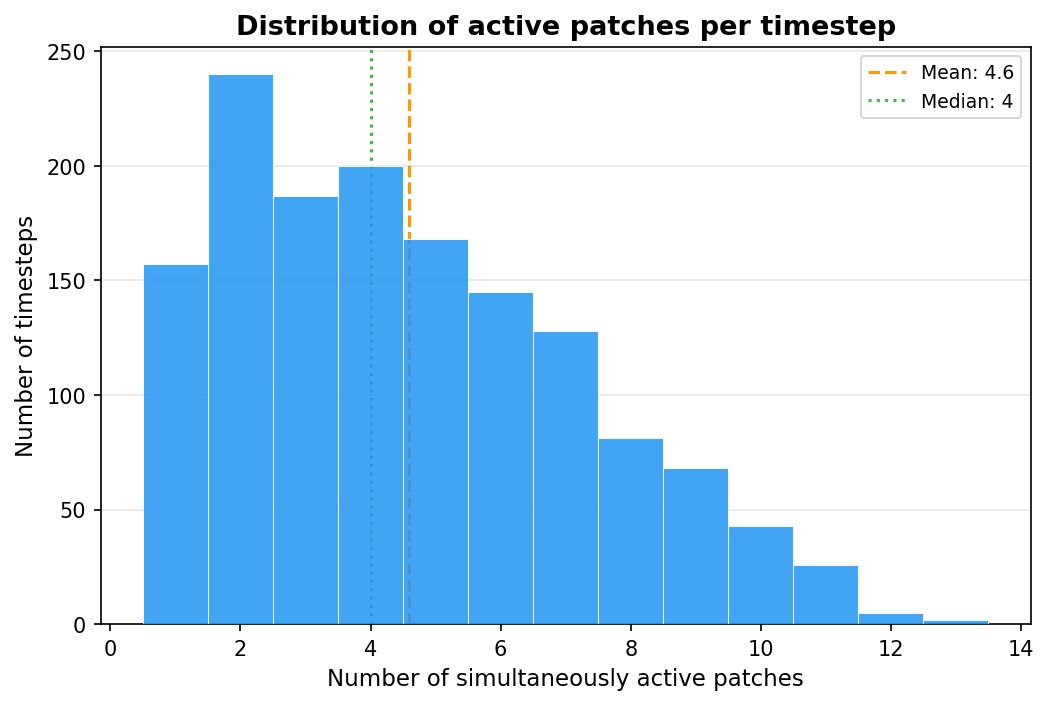 Distribution of active patches per timestep
Mean: 4.6
Median: 4
Number of timesteps
250
200
150
100
50
0
0 2 4 6 8 10 12 14
Number of simultaneously active patches